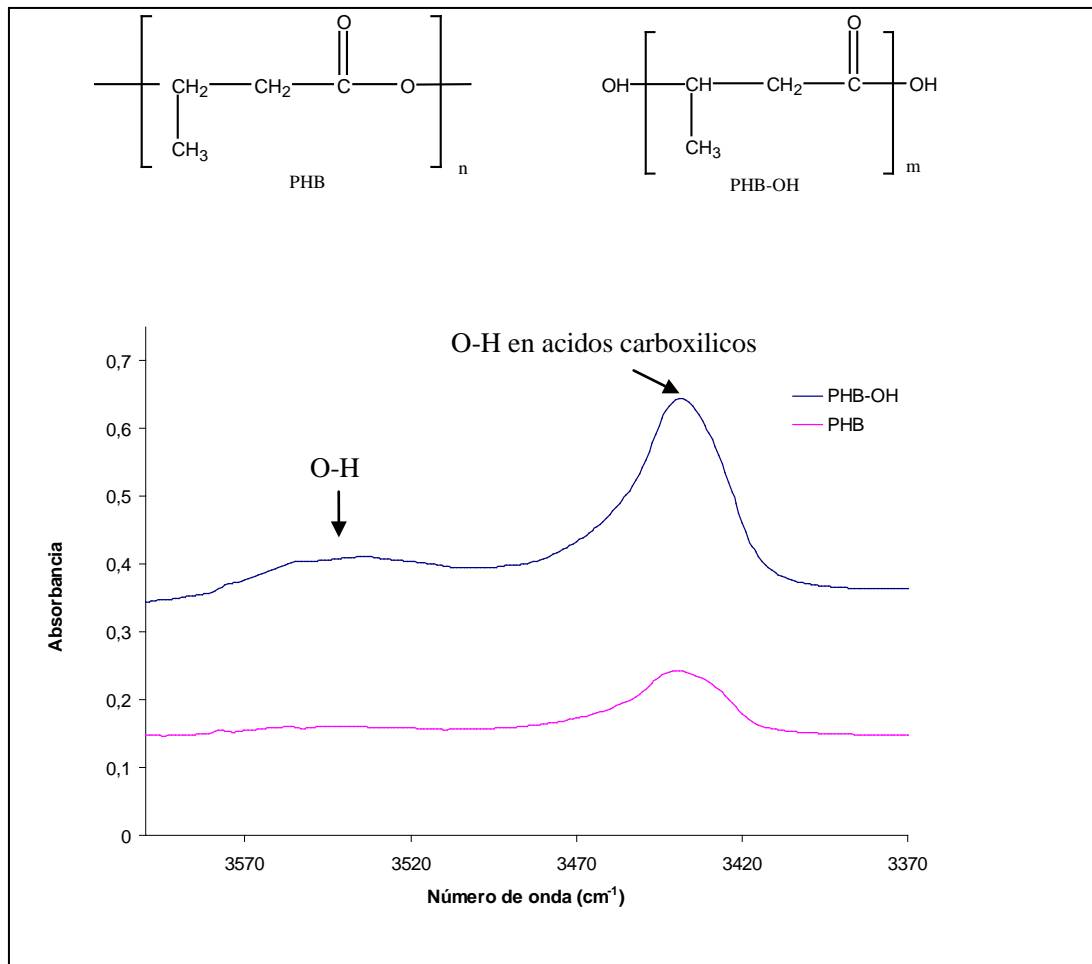 O
CH2 CH2 C O
CH3
n
PHB
O
OH CH CH2 C OH
CH3
m
PHB-OH
O-H en acidos carboxilicos
O-H
PHB-OH
PHB
0,7
0,6
0,5
0,4
0,3
0,2
0,1
0
Absorbancia
3570 3520 3470 3420 3370
Número de onda (cm-1)